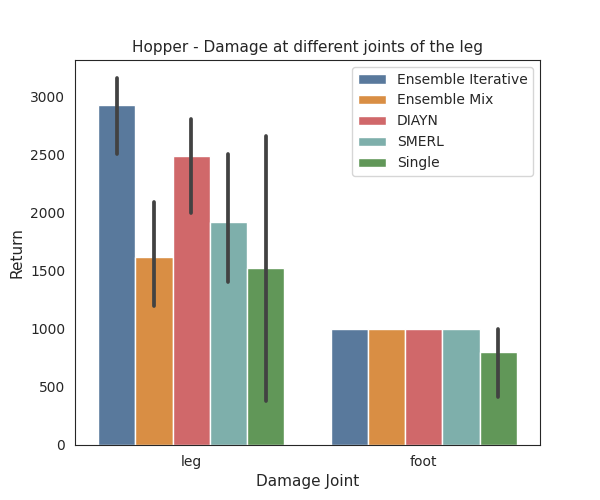 Hopper - Damage at different joints of the leg
Ensemble Iterative
Ensemble Mix
DIAYN
SMERL
Single
3000
2500
2000
1500
1000
500
0
Return
leg
foot
Damage Joint